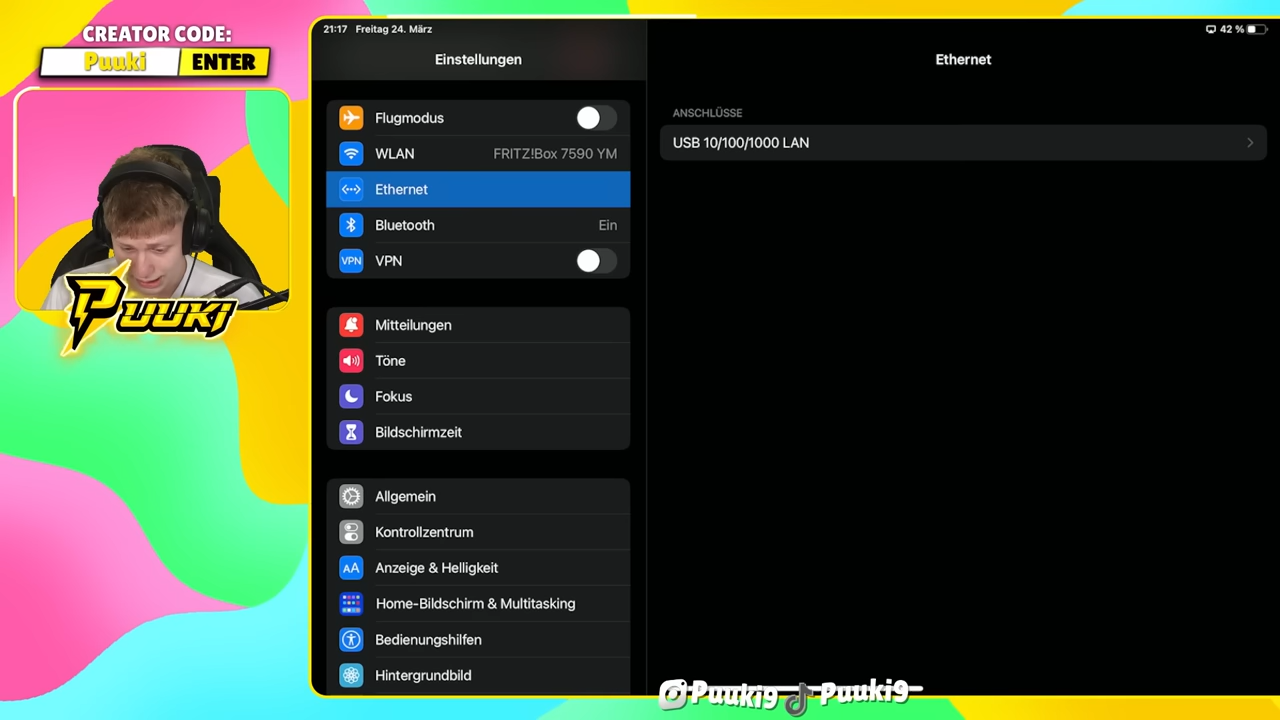 CREATOR CODE:
Puuki ENTER
PUUKI
21:17 Freitag 24. März
42 %
Einstellungen
Flugmodus
WLAN FRITZ!Box 7590 YM
Ethernet
Bluetooth Ein
VPN VPN
Mitteilungen
Töne
Fokus
Bildschirmzeit
Allgemein
Kontrollzentrum
AA Anzeige & Helligkeit
Home-Bildschirm & Multitasking
Bedienungshilfen
Hintergrundbild
Ethernet
ANSCHLÜSSE
USB 10/100/1000 LAN
Puuki9 Puuki9